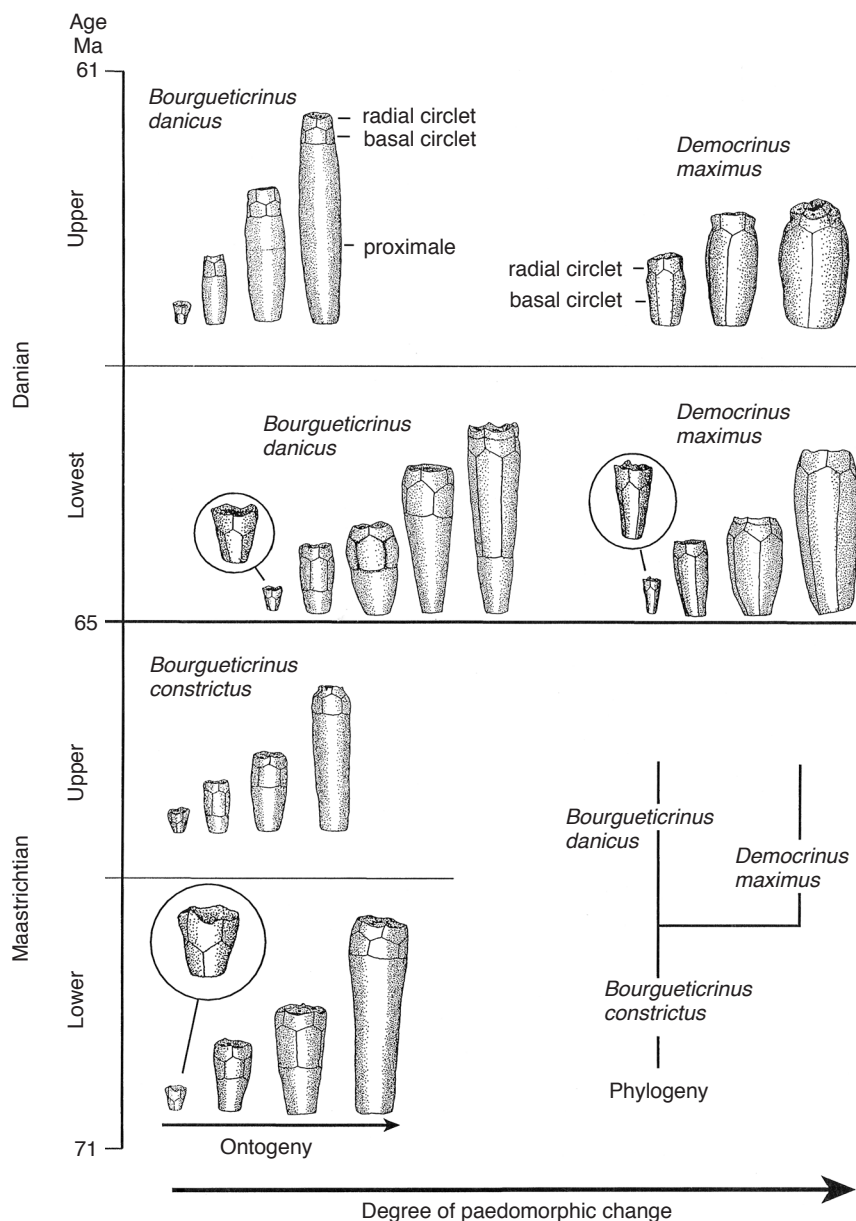 Age
Ma
61
Bourgueticrinus
danicus
radial circlet
basal circlet
proximale
Democrinus
maximus
radial circlet
basal circlet
Upper
Danian
Bourgueticrinus
danicus
Democrinus
maximus
Lowest
65
Bourgueticrinus
constrictus
Upper
Maastrichtian
Bourgueticrinus
danicus
Democrinus
maximus
Bourgueticrinus
constrictus
Phylogeny
Lower
Ontogeny
71
Degree of paedomorphic change